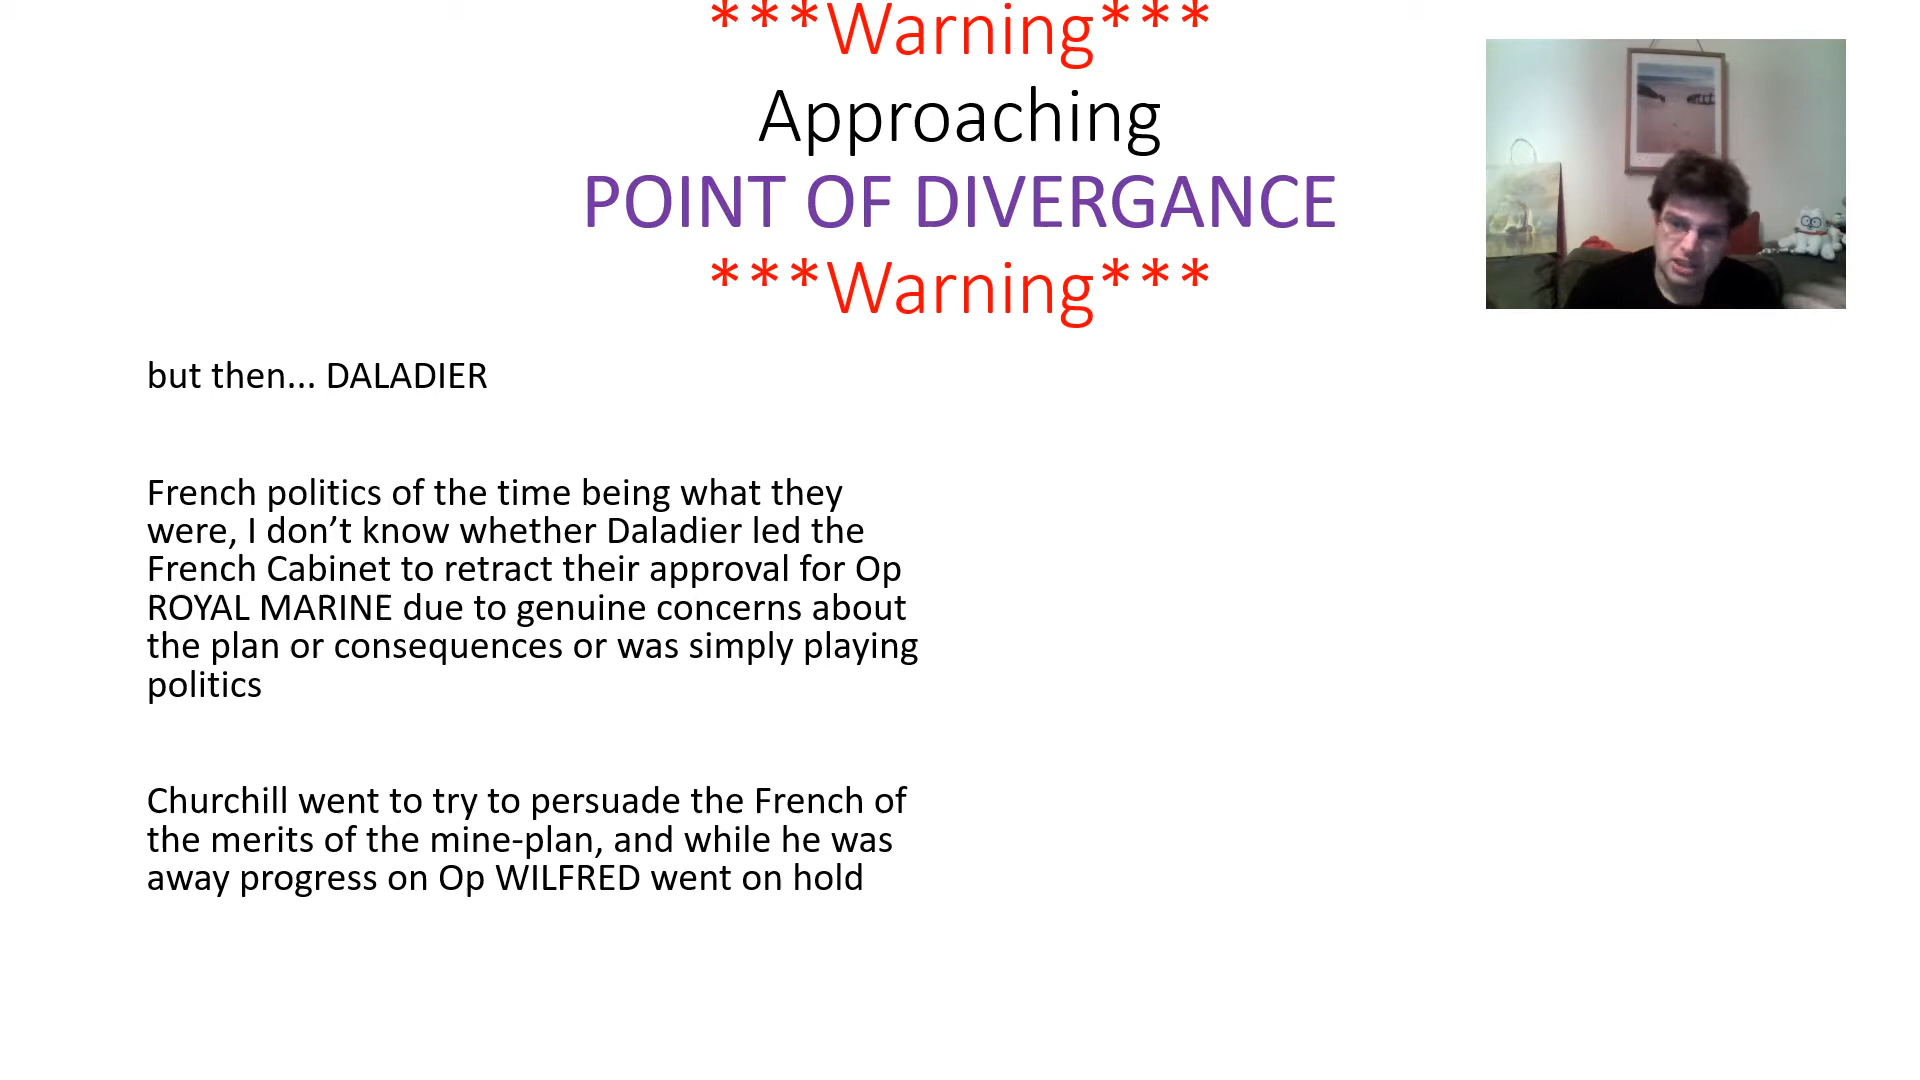 ***Warning***
Approaching
POINT OF DIVERGANCE
***Warning***
but then... DALADIER
French politics of the time being what they
were, I don’t know whether Daladier led the
French Cabinet to retract their approval for Op
ROYAL MARINE due to genuine concerns about
the plan or consequences or was simply playing
politics
Churchill went to try to persuade the French of
the merits of the mine-plan, and while he was
away progress on Op WILFRED went on hold